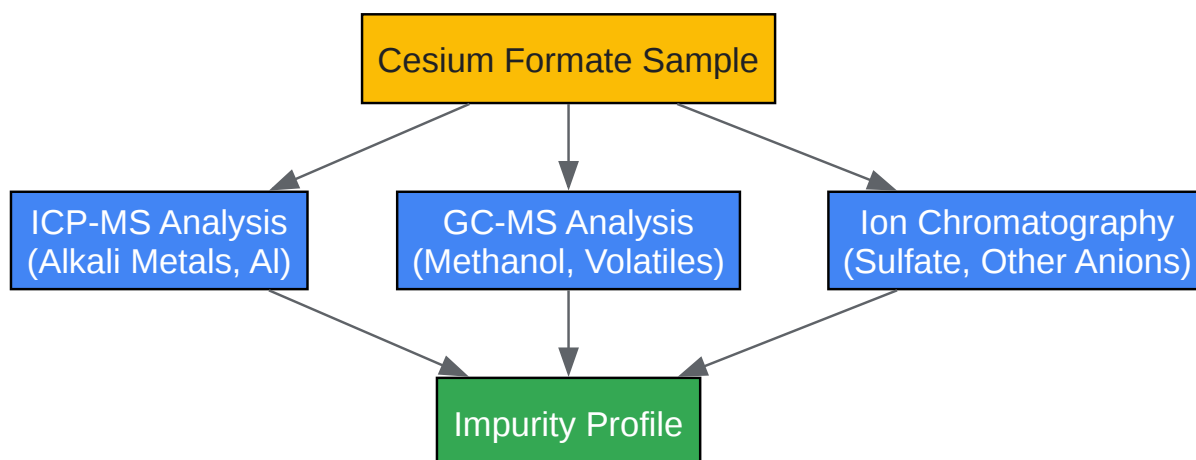 Cesium Formate Sample
ICP-MS Analysis
(Alkali Metals, Al)
GC-MS Analysis
(Methanol, Volatiles)
Ion Chromatography
(Sulfate, Other Anions)
Impurity Profile